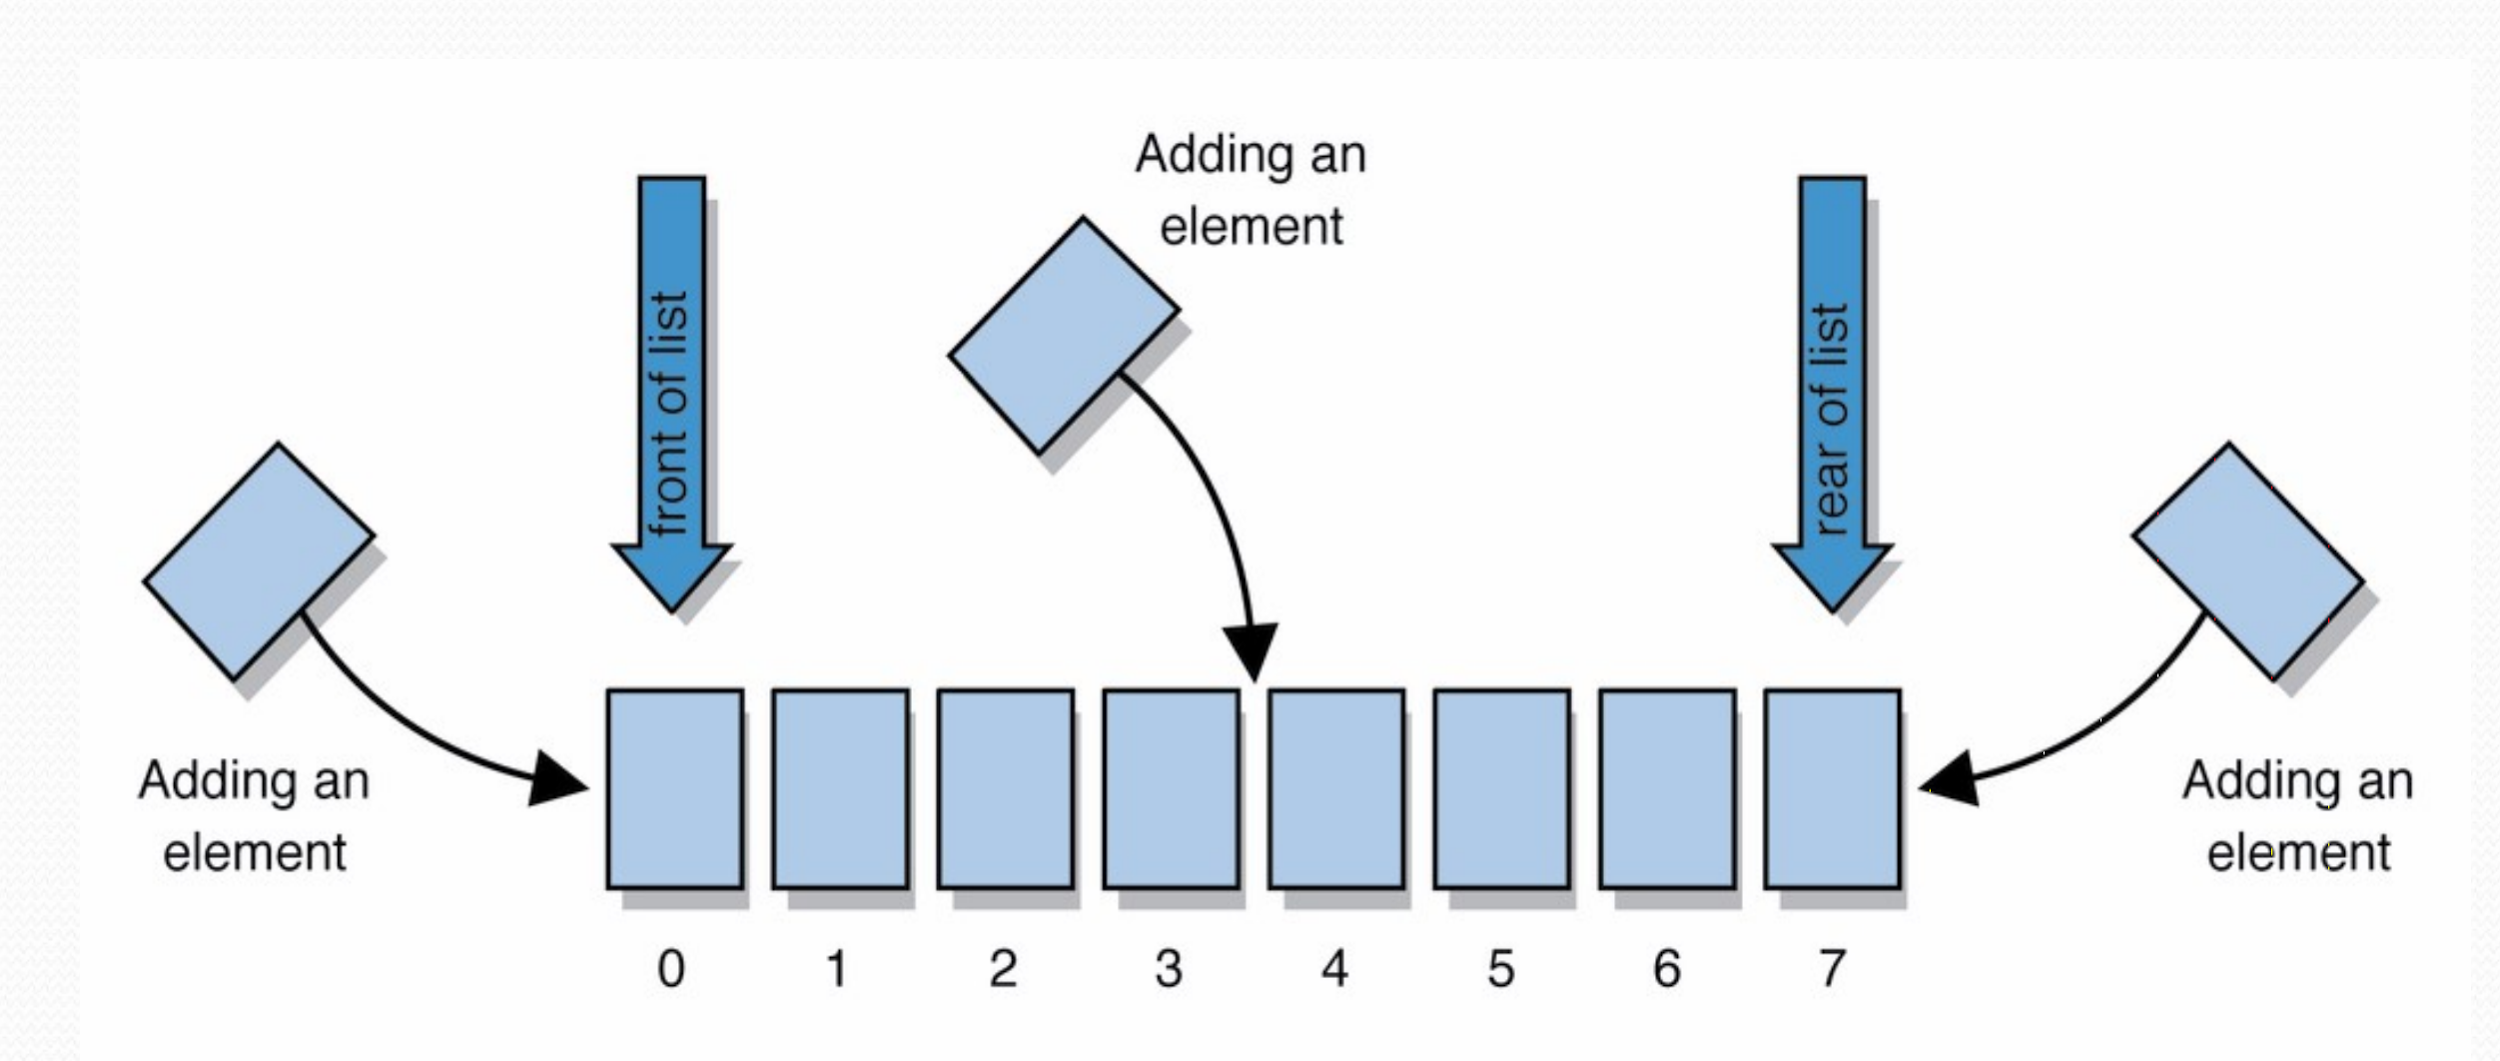 Adding an
element
front of list
rear of list
Adding an
element
Adding an
element
0 1 2 3 4 5 6 7